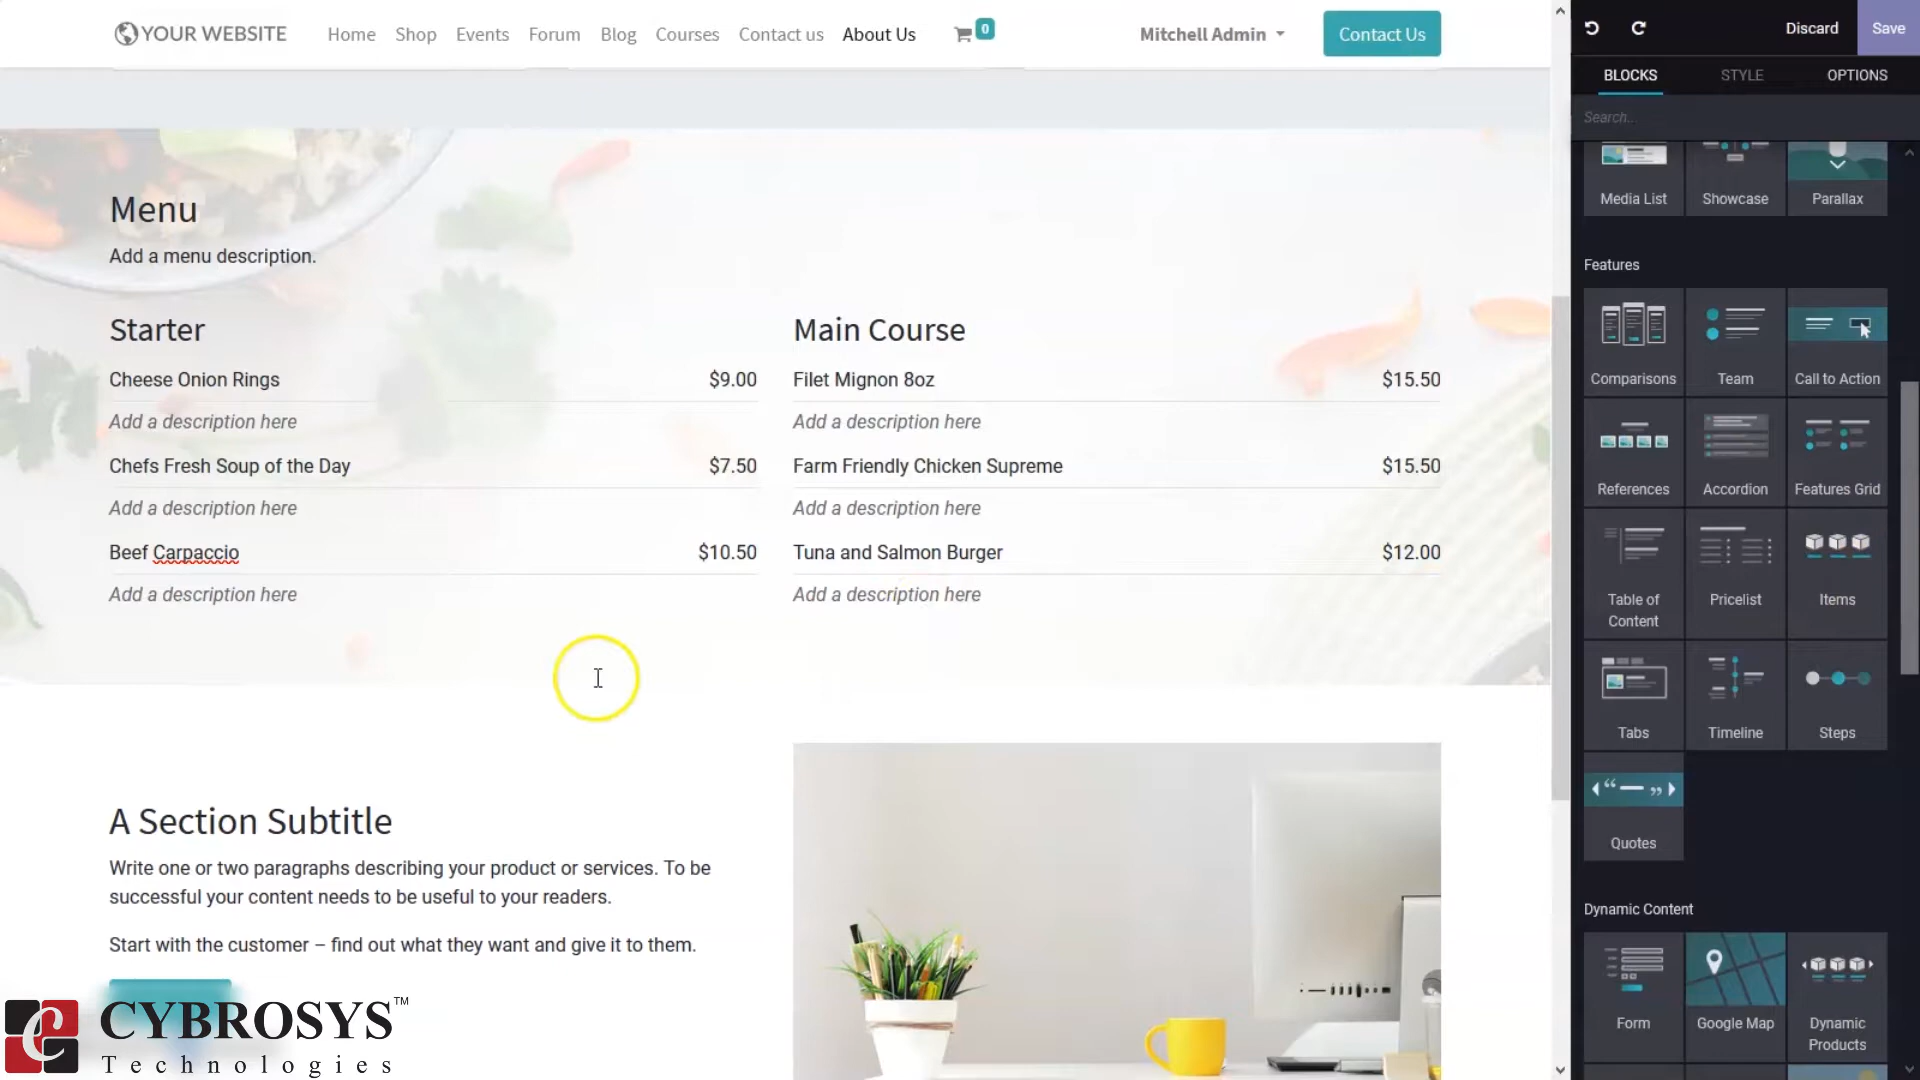 YOUR WEBSITE Home Shop Events Forum Blog Courses Contact us About Us 0 Mitchell Admin Contact Us
Discard Save
BLOCKS STYLE OPTIONS
Search...
Media List Showcase Parallax
Features
Comparisons Team Call to Action
References Accordion Features Grid
Table of Content Pricelist Items
Tabs Timeline Steps
Quotes
Dynamic Content
Form Google Map Dynamic Products
Menu
Add a menu description.
Starter
Cheese Onion Rings $9.00
Add a description here
Chefs Fresh Soup of the Day $7.50
Add a description here
Beef Carpaccio $10.50
Add a description here
Main Course
Filet Mignon 8oz $15.50
Add a description here
Farm Friendly Chicken Supreme $15.50
Add a description here
Tuna and Salmon Burger $12.00
Add a description here
A Section Subtitle
Write one or two paragraphs describing your product or services. To be
successful your content needs to be useful to your readers.
Start with the customer – find out what they want and give it to them.
CYBROSYS™
Technologies